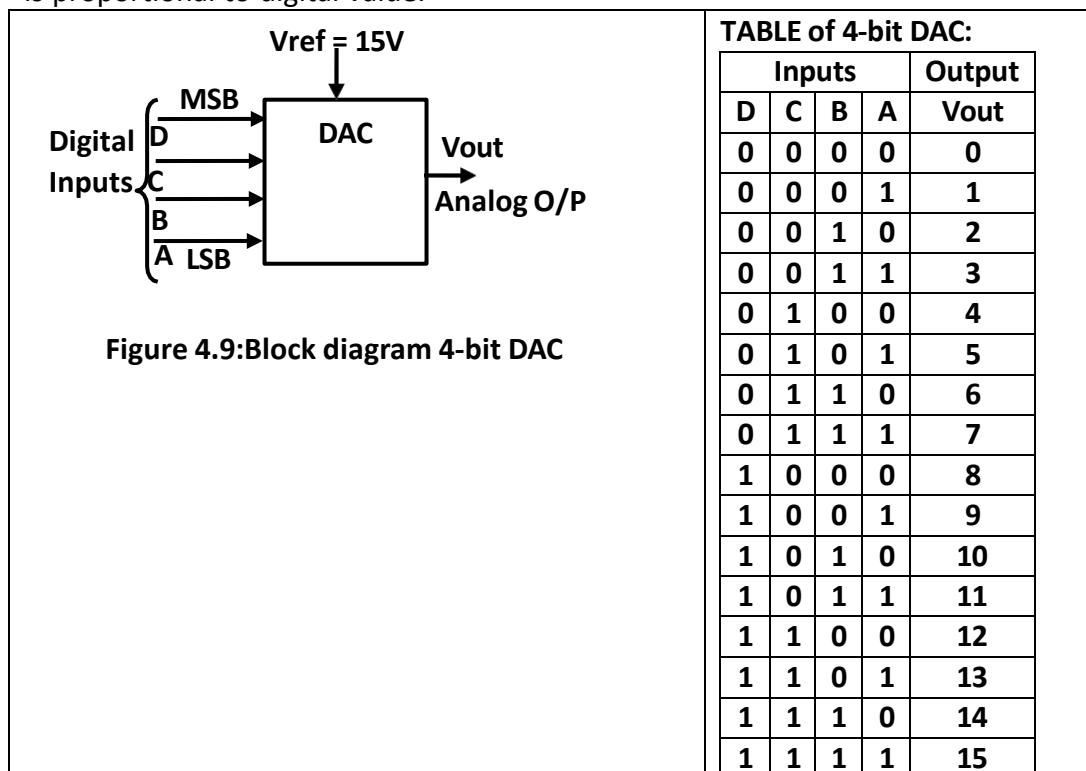 is proportional to digital value.
Vref = 15V
MSB
Digital
Inputs
D
C
B
A LSB
DAC
Vout
Analog O/P
Figure 4.9:Block diagram 4-bit DAC
TABLE of 4-bit DAC:
Inputs Output
D C B A Vout
0 0 0 0 0
0 0 0 1 1
0 0 1 0 2
0 0 1 1 3
0 1 0 0 4
0 1 0 1 5
0 1 1 0 6
0 1 1 1 7
1 0 0 0 8
1 0 0 1 9
1 0 1 0 10
1 0 1 1 11
1 1 0 0 12
1 1 0 1 13
1 1 1 0 14
1 1 1 1 15